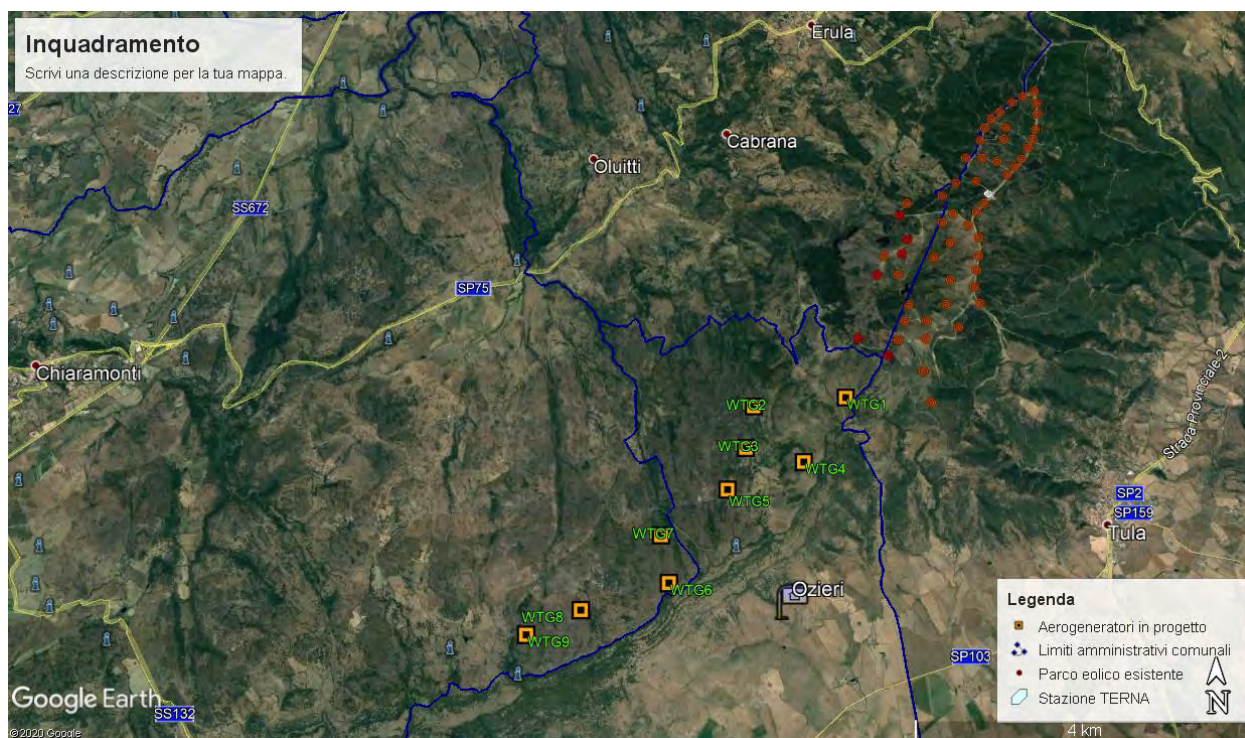 Inquadramento
Scrivi una descrizione per la tua mappa.
Erula
27
Cabrana
Oluitti
SS672
SP75
Chiaramonti
WTG2
WTG1
WTG3
WTG4
Strada Provinciale 2
WTG5
SP2
SP159
Tula
WTG7
WTG6
Ozieri
WTG8
WTG9
SP103
SS132
Legenda
Aerogeneratori in progetto
Limiti amministrativi comunali
Parco eolico esistente
Stazione TERNA
N
4 km
Google Earth
©2020 Google